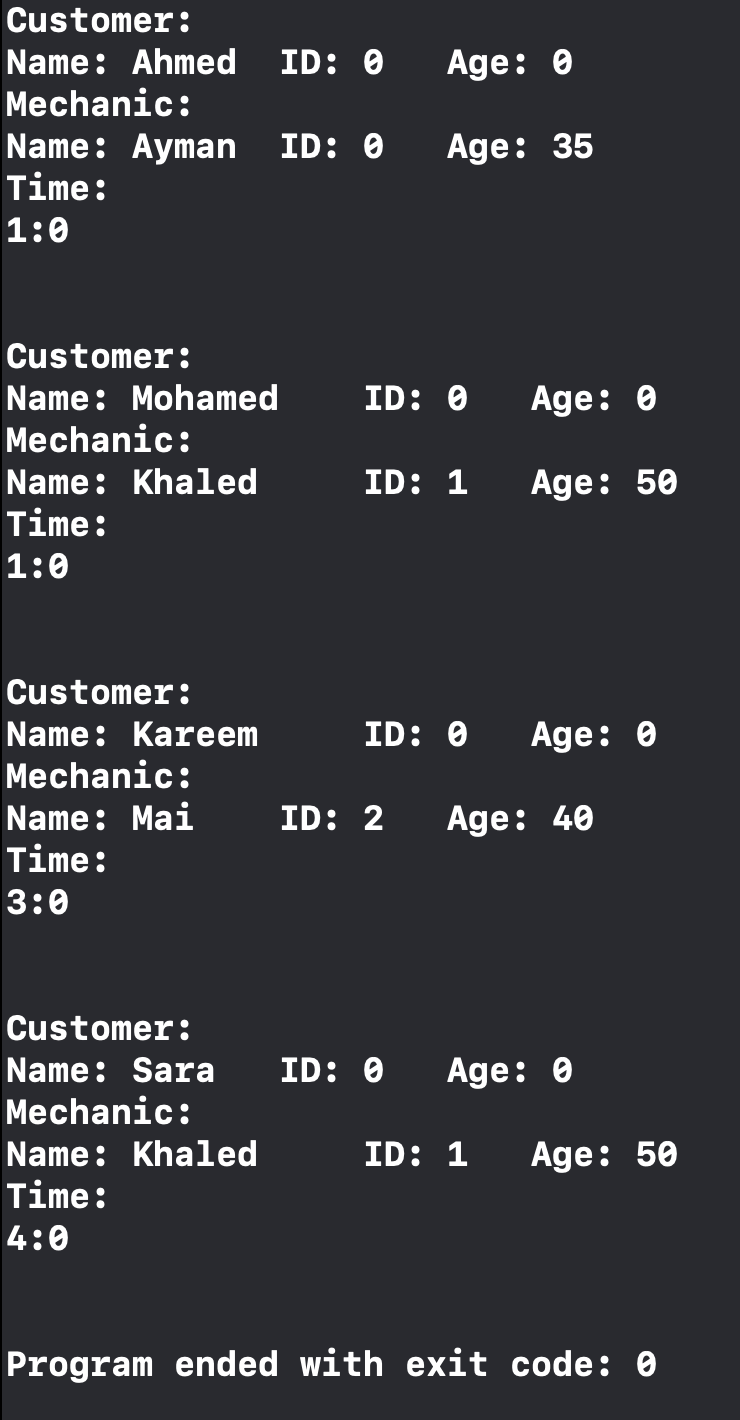 Customer:
Name: Ahmed  ID: 0   Age: 0
Mechanic:
Name: Ayman  ID: 0   Age: 35
Time:
1:0
Customer:
Name: Mohamed    ID: 0   Age: 0
Mechanic:
Name: Khaled     ID: 1   Age: 50
Time:
1:0
Customer:
Name: Kareem     ID: 0   Age: 0
Mechanic:
Name: Mai    ID: 2   Age: 40
Time:
3:0
Customer:
Name: Sara   ID: 0   Age: 0
Mechanic:
Name: Khaled     ID: 1   Age: 50
Time:
4:0
Program ended with exit code: 0